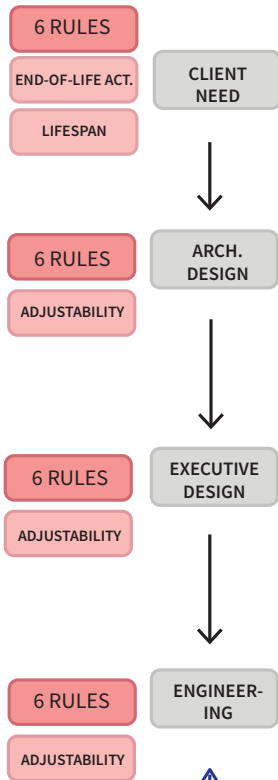 6 RULES
END-OF-LIFE ACT.
LIFESPAN
CLIENT
NEED
6 RULES
ADJUSTABILITY
ARCH.
DESIGN
6 RULES
ADJUSTABILITY
EXECUTIVE
DESIGN
6 RULES
ADJUSTABILITY
ENGINEER-
ING